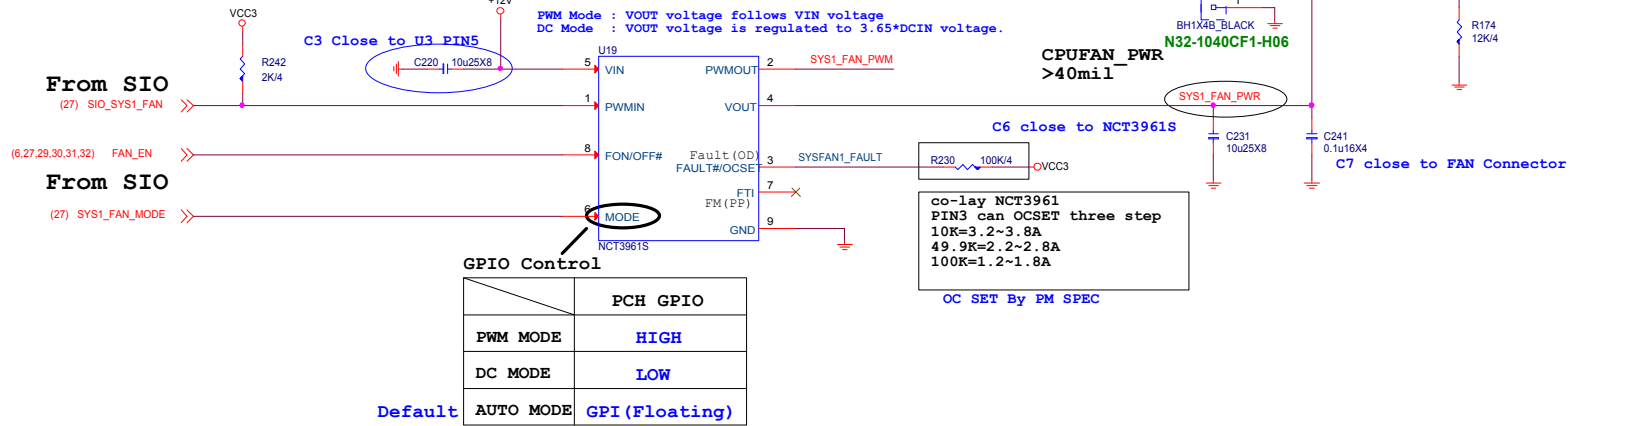 VCC3
+12V
PWM Mode : VOUT voltage follows VIN voltage
DC Mode : VOUT voltage is regulated to 3.65*DCIN voltage.
BH1X4B_BLACK
N32-1040CF1-H06
R174
12K/4
C3 Close to U3 PIN5
U19
R242
2K/4
C220
10u25X8
5
VIN
PWMOUT
2
SYS1_FAN_PWM
CPUFAN_PWR
>40mil
From SIO
(27) SIO_SYS1_FAN
1
PWMIN
VOUT
4
SYS1_FAN_PWR
C6 close to NCT3961S
C231
10u25X8
C241
0.1u16X4
C7 close to FAN Connector
(6,27,29,30,31,32) FAN_EN
8
FON/OFF#
Fault(OD)
FAULT#/OCSET
3
SYSFAN1_FAULT
R230
100K/4
VCC3
From SIO
FTI
7
FM(PP)
(27) SYS1_FAN_MODE
6
MODE
GND
9
NCT3961S
co-lay NCT3961
PIN3 can OCSET three step
10K=3.2~3.8A
49.9K=2.2~2.8A
100K=1.2~1.8A
OC SET By PM SPEC
GPIO Control
PCH GPIO
PWM MODE HIGH
DC MODE LOW
Default AUTO MODE GPI(Floating)